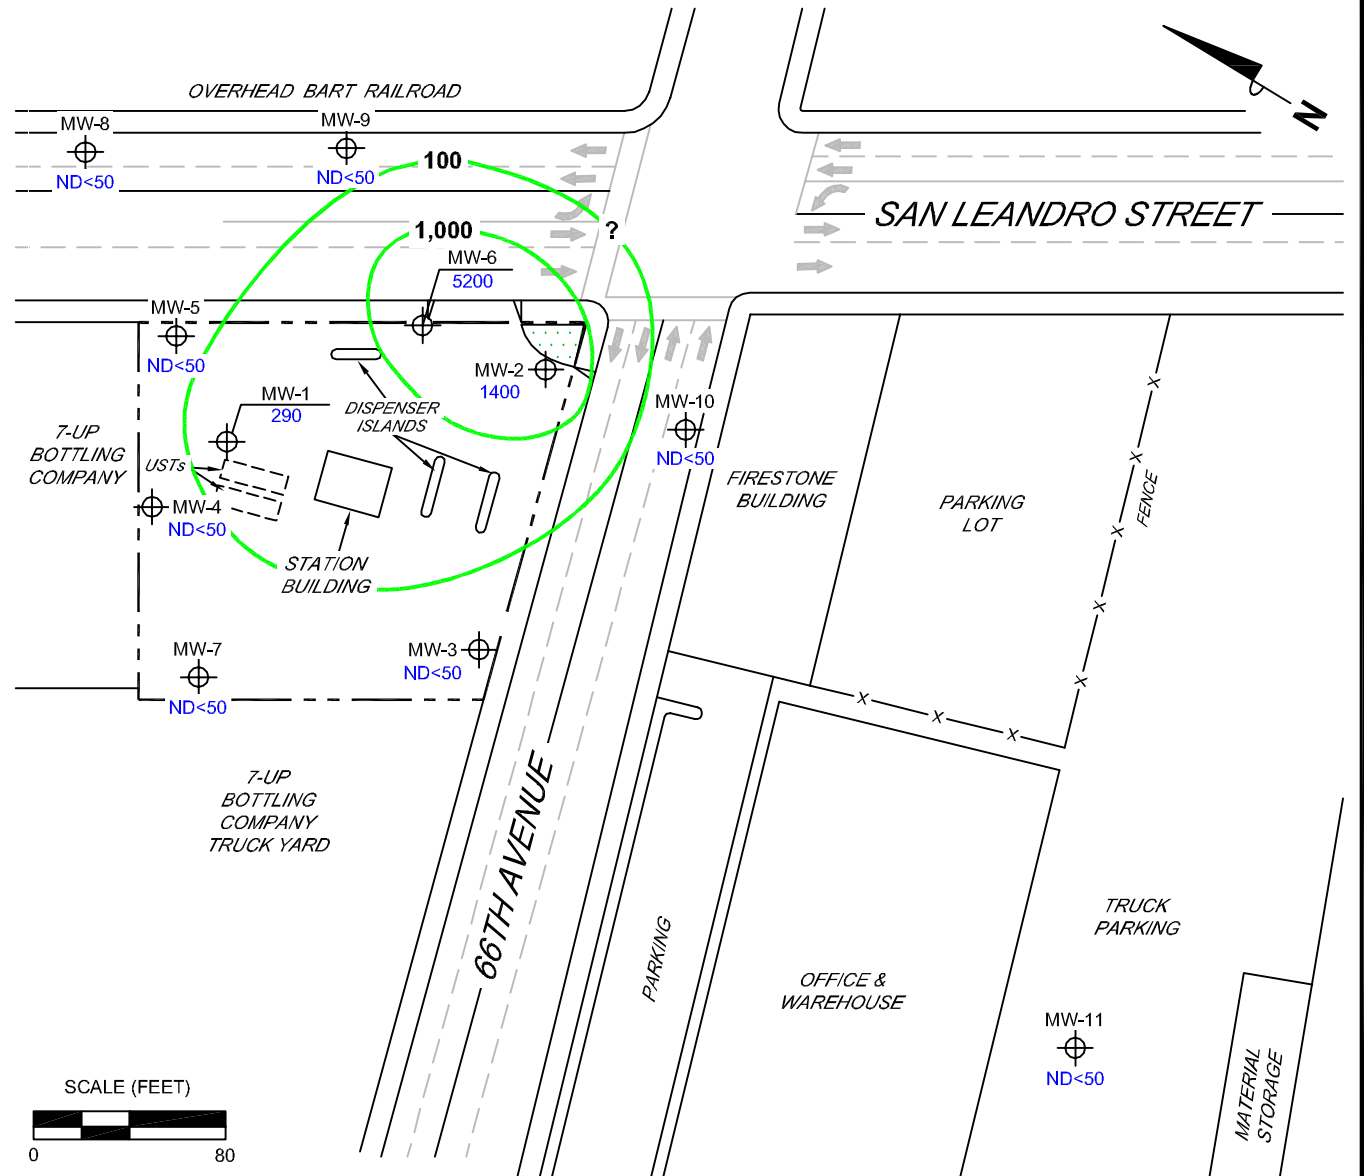 OVERHEAD BART RAILROAD
N
MW-8
ND<50
MW-9
ND<50
100
SAN LEANDRO STREET
?
1,000
MW-6
5200
MW-5
ND<50
MW-2
1400
MW-1
290
DISPENSER
ISLANDS
MW-10
ND<50
7-UP
BOTTLING
COMPANY
USTs
MW-4
ND<50
FIRESTONE
BUILDING
PARKING
LOT
X
X
X
X
X
FENCE
STATION
BUILDING
MW-7
ND<50
MW-3
ND<50
X
X
X
7-UP
BOTTLING
COMPANY
TRUCK YARD
66TH AVENUE
PARKING
OFFICE &
WAREHOUSE
TRUCK
PARKING
MW-11
ND<50
MATERIAL
STORAGE
SCALE (FEET)
0 80